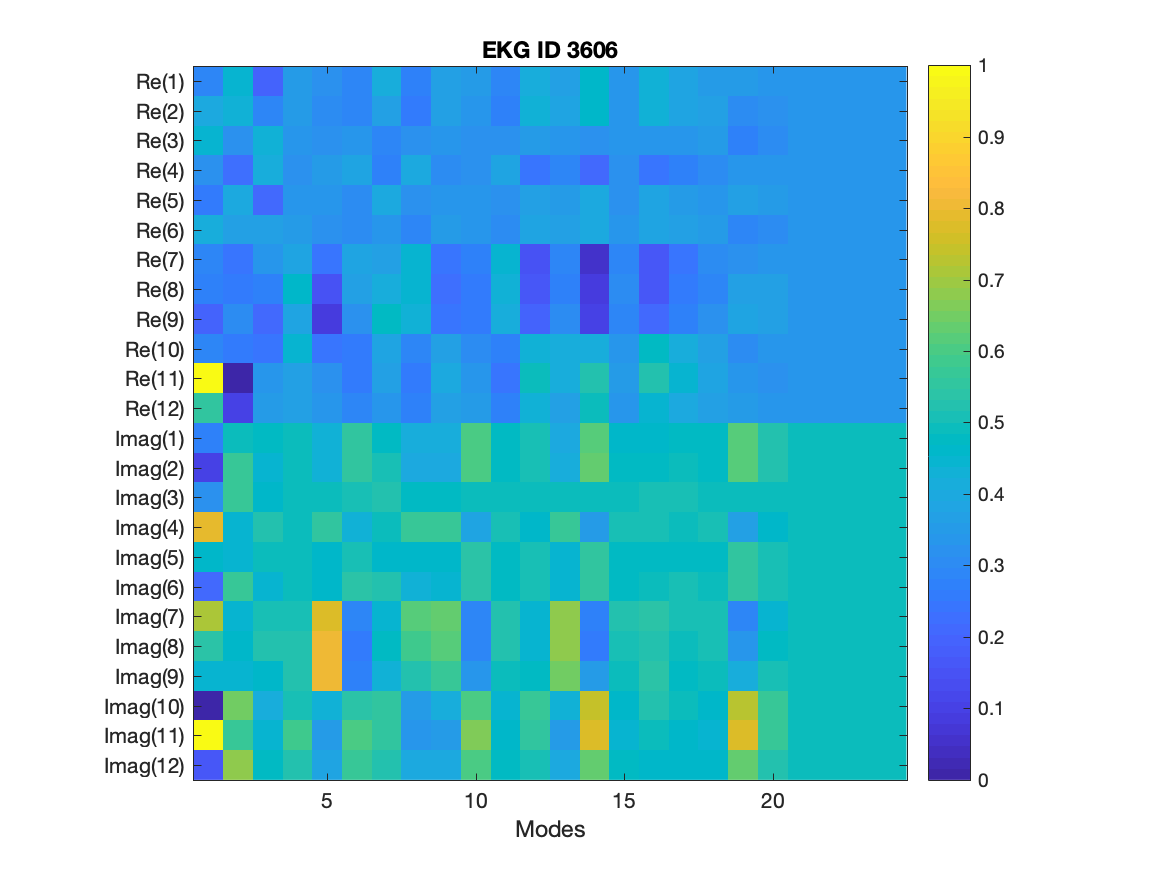 EKG ID 3606
Re(1)
Re(2)
Re(3)
Re(4)
Re(5)
Re(6)
Re(7)
Re(8)
Re(9)
Re(10)
Re(11)
Re(12)
Imag(1)
Imag(2)
Imag(3)
Imag(4)
Imag(5)
Imag(6)
Imag(7)
Imag(8)
Imag(9)
Imag(10)
Imag(11)
Imag(12)
5 10 15 20
Modes
1
0.9
0.8
0.7
0.6
0.5
0.4
0.3
0.2
0.1
0